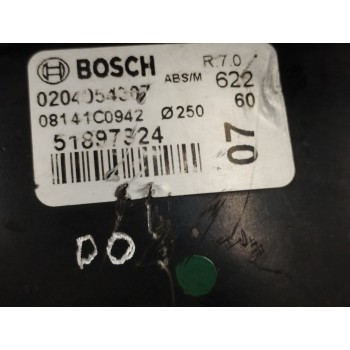 BOSCH
R.7.0
ABS/M
622
0204054307
60
08141C0942 Ø250
51897324
07
DO